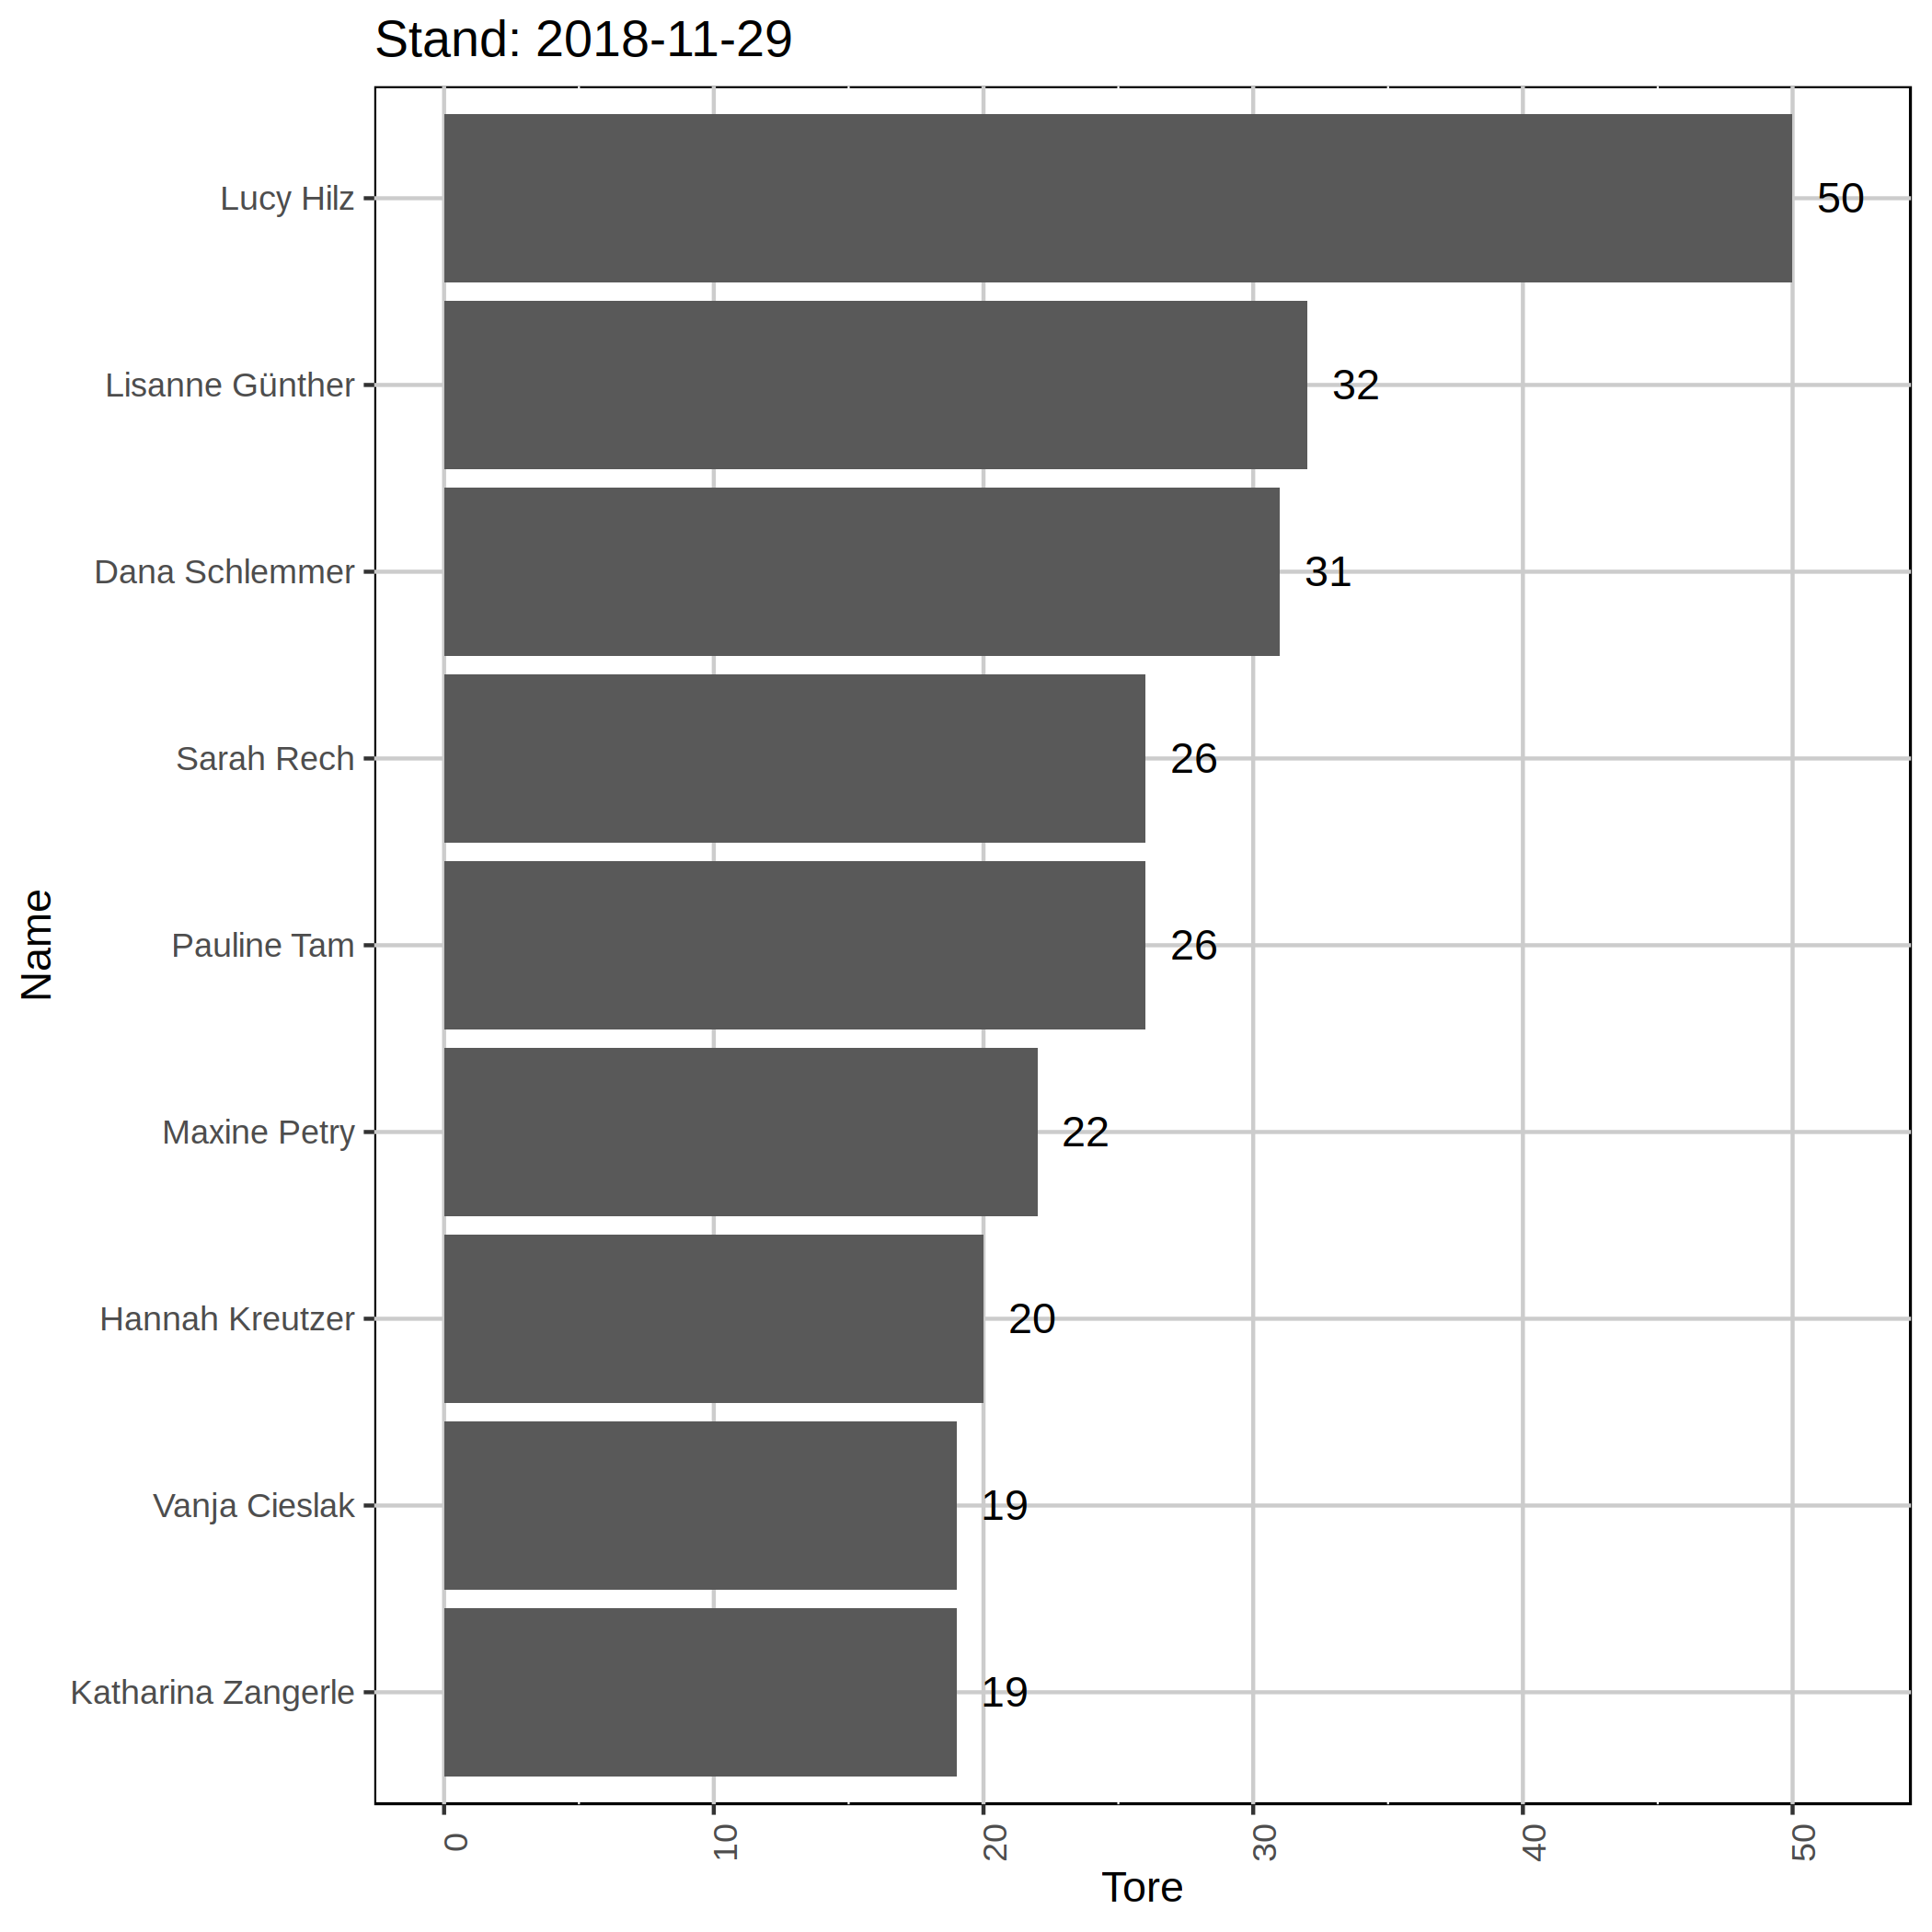 Stand: 2018-11-29
Lucy Hilz
50
Lisanne Günther
32
Dana Schlemmer
31
Sarah Rech
26
Pauline Tam
26
Maxine Petry
22
Hannah Kreutzer
20
Vanja Cieslak
19
Katharina Zangerle
19
Name
0 10 20 30 40 50
Tore